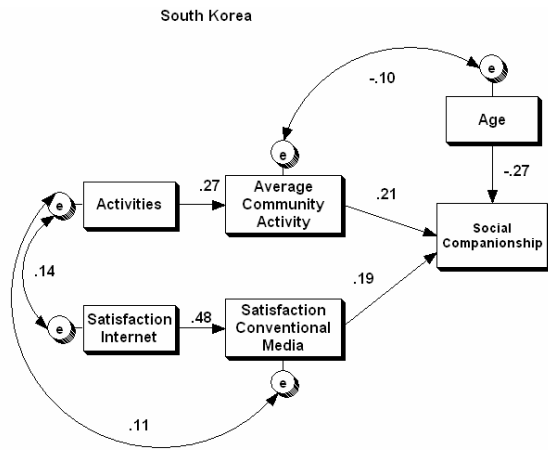 South Korea
e
-.10
e
Age
e
Activities
.27
Average
Community
Activity
.21
-.27
Social
Companionship
.14
.19
e
Satisfaction
Internet
.48
Satisfaction
Conventional
Media
e
.11